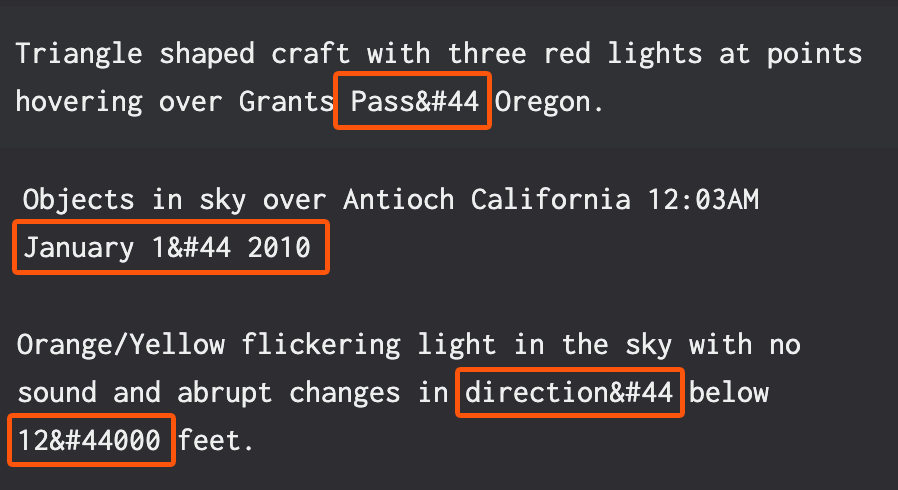 Triangle shaped craft with three red lights at points
hovering over Grants Pass&#44 Oregon.
Objects in sky over Antioch California 12:03AM
January 1&#44 2010
Orange/Yellow flickering light in the sky with no
sound and abrupt changes in direction&#44 below
12&#44000 feet.